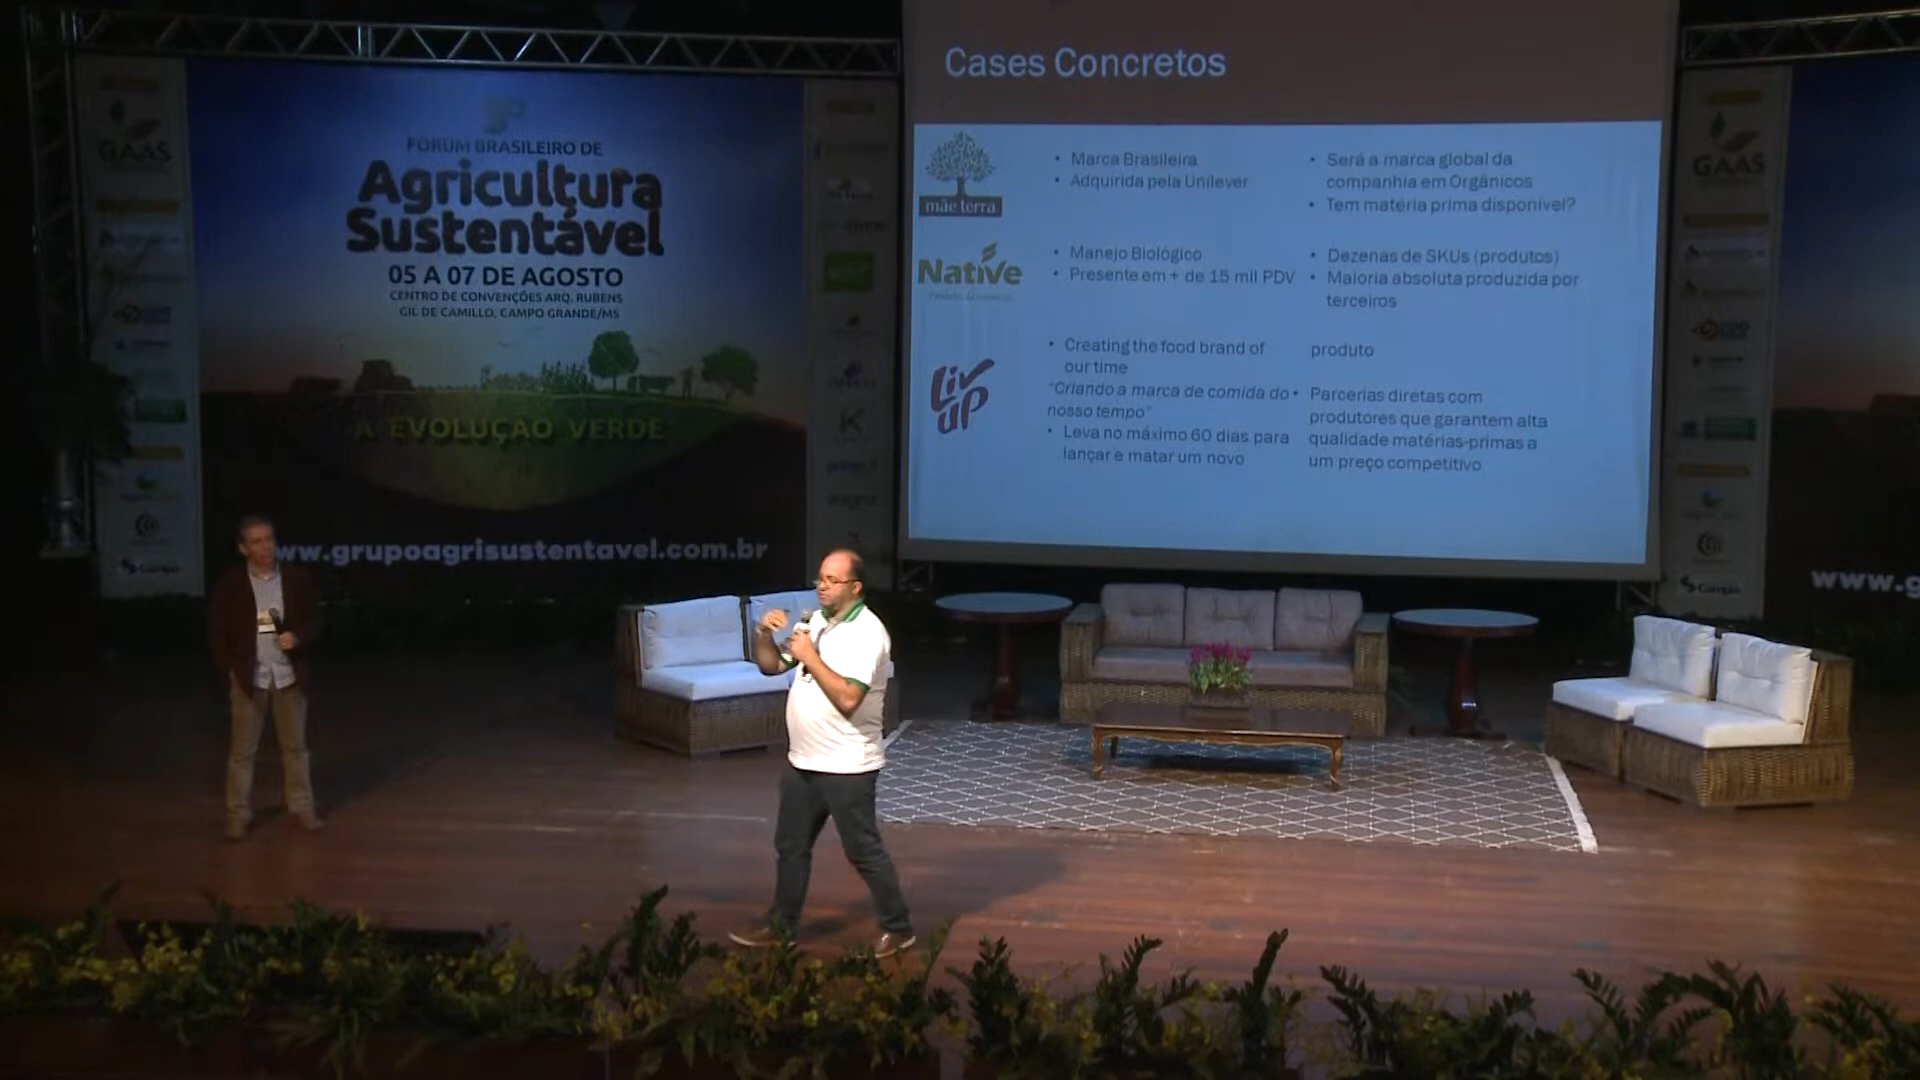 FÓRUM BRASILEIRO DE
Agricultura
Sustentável
05 A 07 DE AGOSTO
CENTRO DE CONVENÇÕES ARQ. RUBENS
GIL DE CAMILLO, CAMPO GRANDE/MS
A EVOLUÇÃO VERDE
www.grupoagrisustentavel.com.br
GAAS
Campo
Cases Concretos
mãe terra
• Marca Brasileira
• Adquirida pela Unilever
• Será a marca global da
companhia em Orgânicos
• Tem matéria prima disponível?
Native
• Manejo Biológico
• Presente em + de 15 mil PDV
• Dezenas de SKUs (produtos)
• Maioria absoluta produzida por
terceiros
Liv
up
• Creating the food brand of
our time
"Criando a marca de comida do
nosso tempo"
• Leva no máximo 60 dias para
lançar e matar um novo
produto
• Parcerias diretas com
produtores que garantem alta
qualidade matérias-primas a
um preço competitivo
GAAS
Campo
www.g